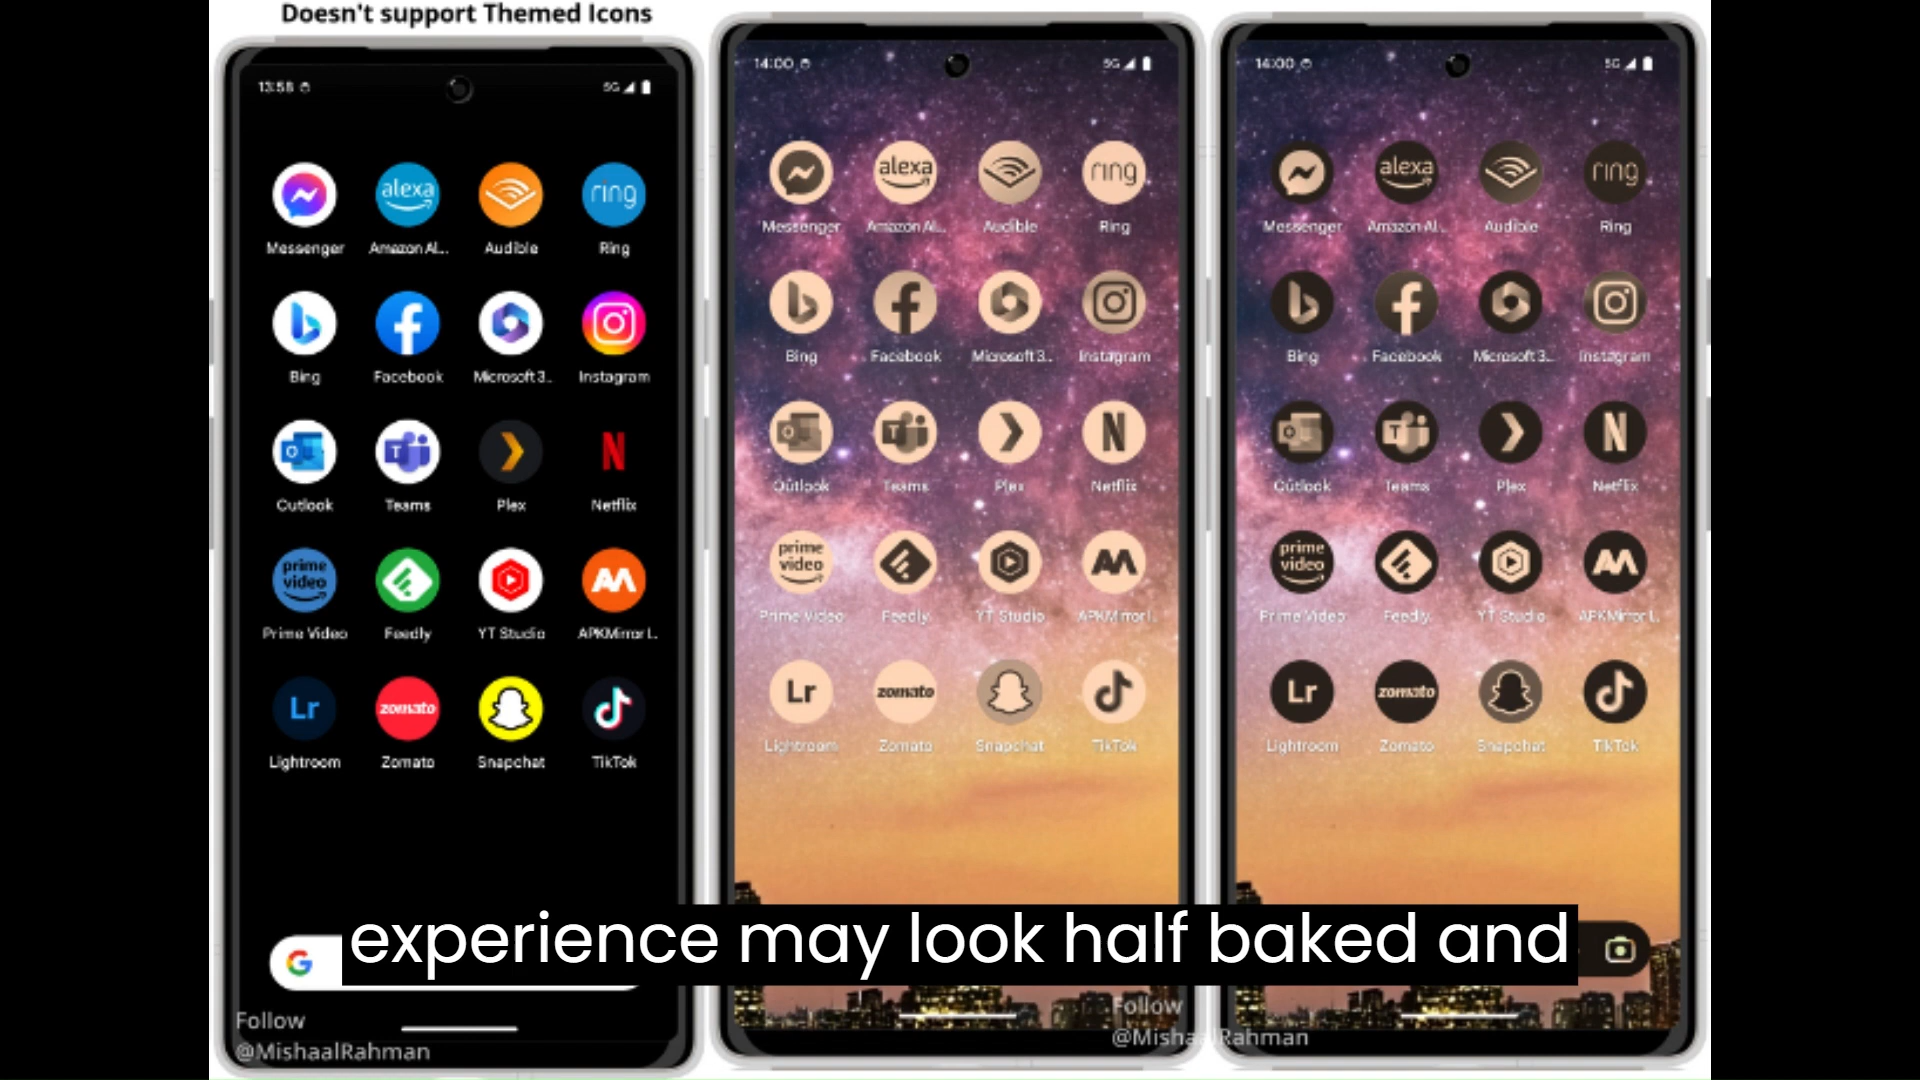 Doesn't support Themed Icons
13:58
5G
Messenger Amazon Al... Audible Ring
Bing Facebook Microsoft 3... Instagram
Outlook Teams Plex Netflix
prime video
Prime Video Feedly YT Studio APKMirror I...
Lr zomato
Lightroom Zomato Snapchat TikTok
G
Follow
@MishaalRahman
14:00
5G
alexa ring
Messenger Amazon Al... Audible Ring
Bing Facebook Microsoft 3... Instagram
Outlook Teams Plex Netflix
prime video
Prime Video Feedly YT Studio APKMirror I...
Lr zomato
Lightroom Zomato Snapchat TikTok
14:00
5G
alexa ring
Messenger Amazon Al... Audible Ring
Bing Facebook Microsoft 3... Instagram
Outlook Teams Plex Netflix
prime video
Prime Video Feedly YT Studio APKMirror I...
Lr zomato
Lightroom Zomato Snapchat TikTok
experience may look half baked and
Follow
@MishaalRahman